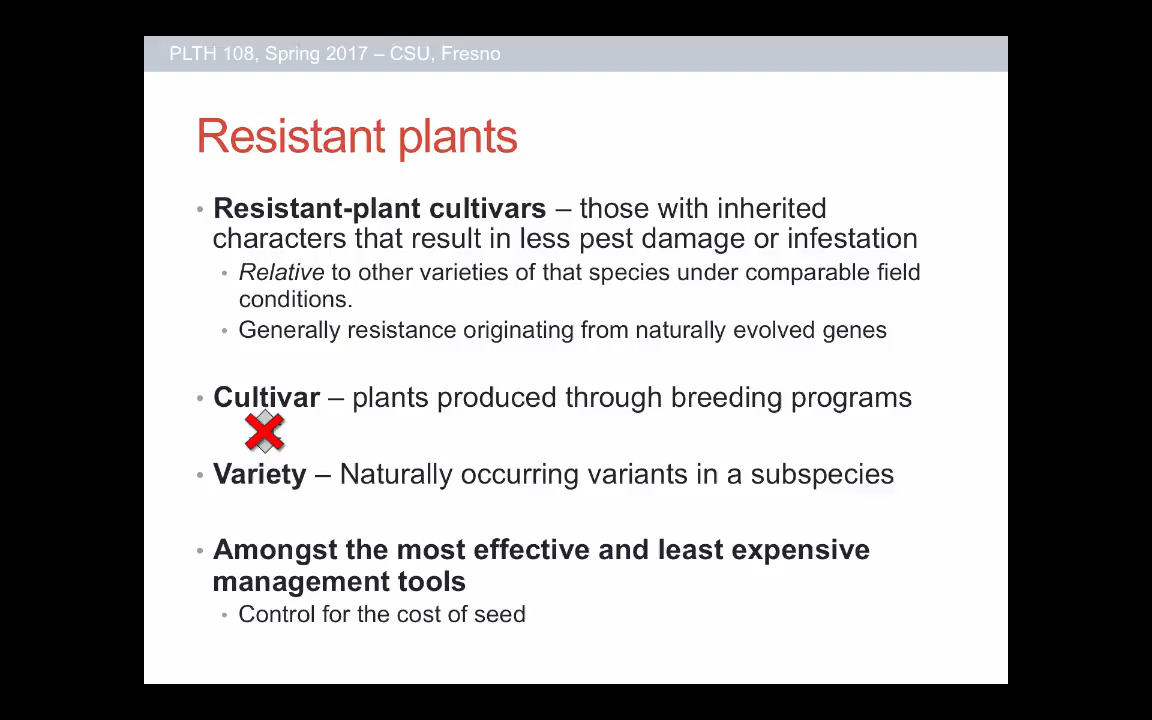 PLTH 108, Spring 2017 – CSU, Fresno
Resistant plants
• Resistant-plant cultivars – those with inherited
characters that result in less pest damage or infestation
• Relative to other varieties of that species under comparable field
conditions.
• Generally resistance originating from naturally evolved genes
• Cultivar – plants produced through breeding programs
• Variety – Naturally occurring variants in a subspecies
• Amongst the most effective and least expensive
management tools
• Control for the cost of seed